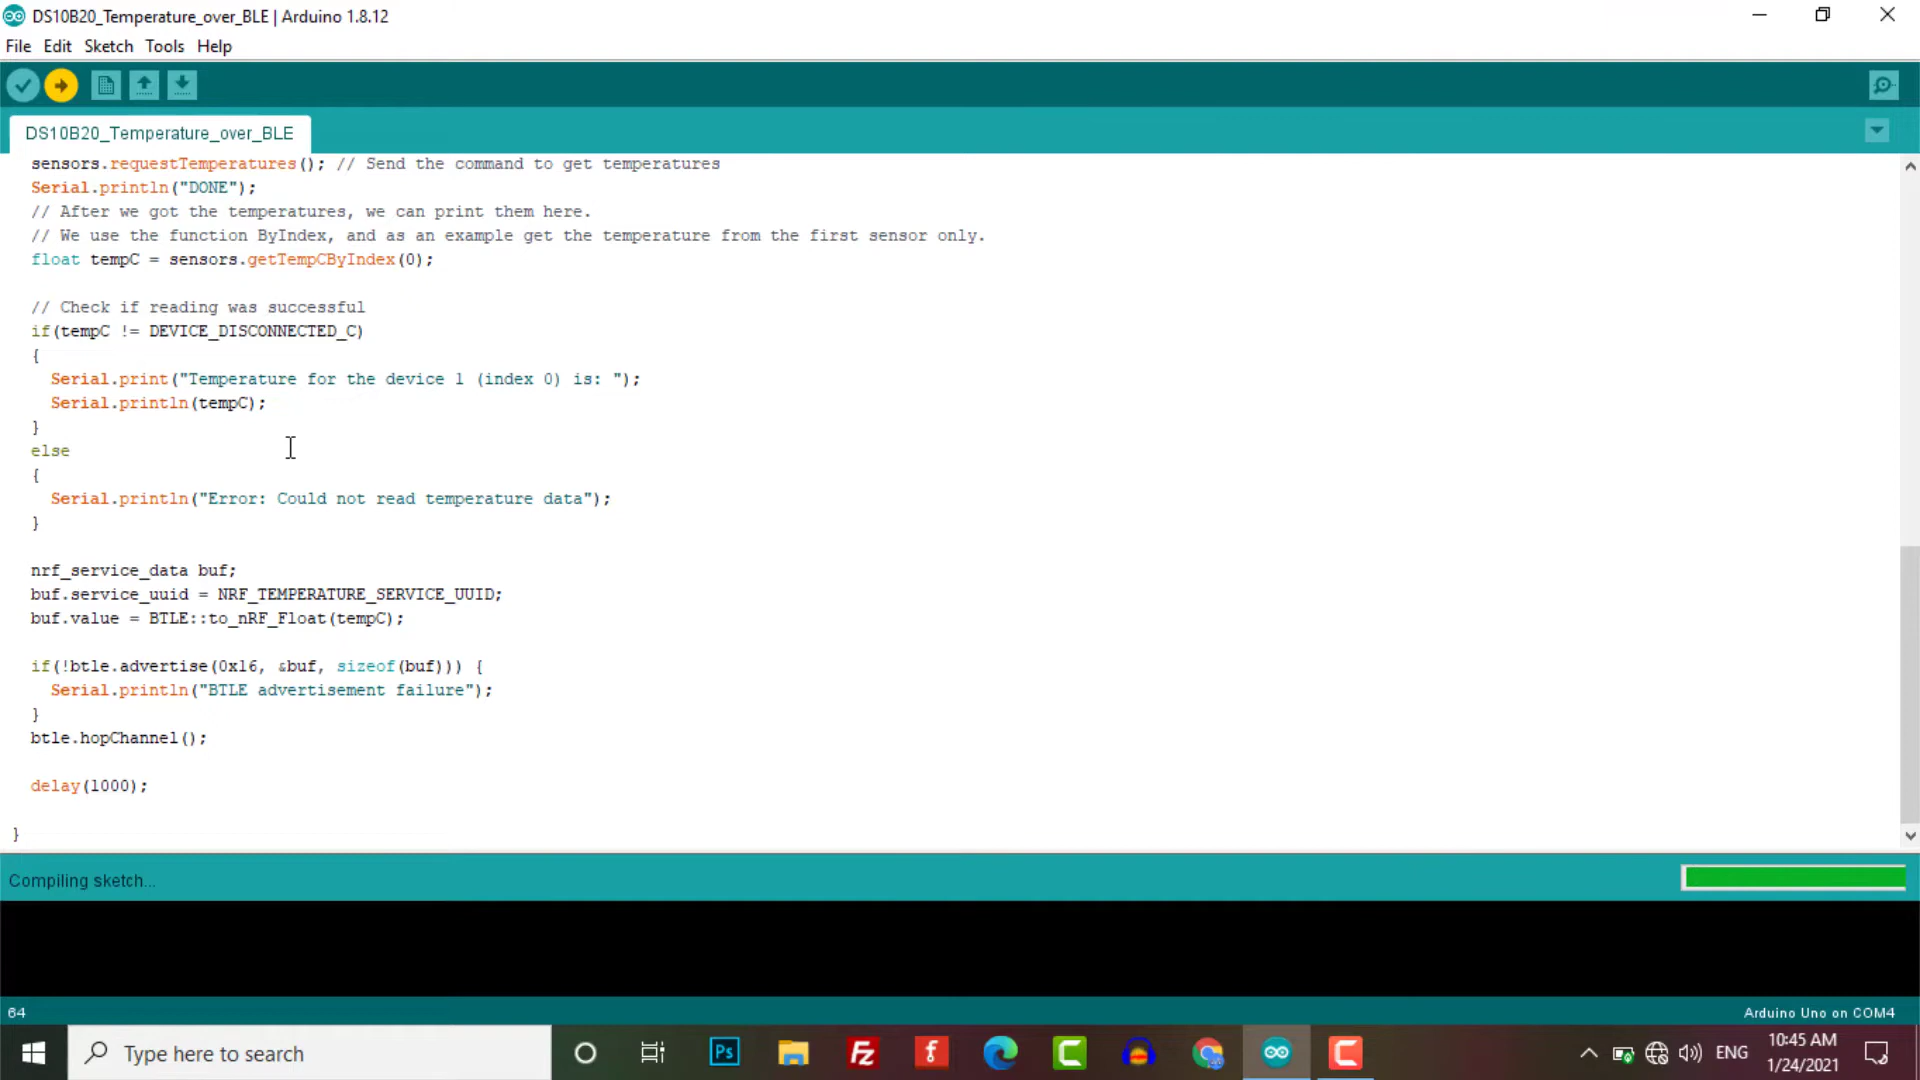 DS10B20_Temperature_over_BLE | Arduino 1.8.12
File Edit Sketch Tools Help
DS10B20_Temperature_over_BLE
sensors.requestTemperatures(); // Send the command to get temperatures
Serial.println("DONE");
// After we got the temperatures, we can print them here.
// We use the function ByIndex, and as an example get the temperature from the first sensor only.
float tempC = sensors.getTempCByIndex(0);
// Check if reading was successful
if(tempC != DEVICE_DISCONNECTED_C)
{
Serial.print("Temperature for the device 1 (index 0) is: ");
Serial.println(tempC);
}
else
{
Serial.println("Error: Could not read temperature data");
}
nrf_service_data buf;
buf.service_uuid = NRF_TEMPERATURE_SERVICE_UUID;
buf.value = BTLE::to_nRF_Float(tempC);
if(!btle.advertise(0x16, &buf, sizeof(buf))) {
Serial.println("BTLE advertisement failure");
}
btle.hopChannel();
delay(1000);
}
Compiling sketch...
64
Arduino Uno on COM4
Type here to search
Ps
Fz
f
C
C
ENG
10:45 AM
1/24/2021